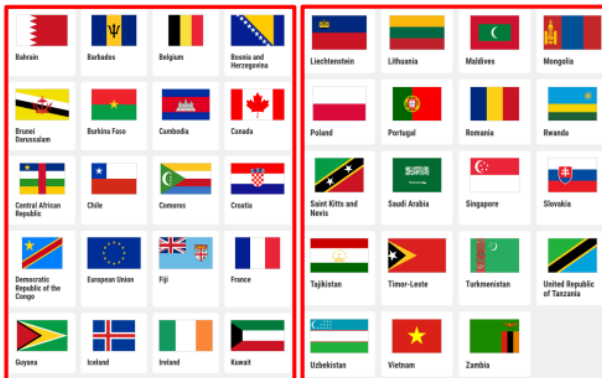 Bahrain
Barbados
Belgium
Bosnia and
Herzegovina
Brunei
Darussalam
Burkina Faso
Cambodia
Canada
Central African
Republic
Chile
Comoros
Croatia
Democratic
Republic of the
Congo
European Union
Fiji
France
Guyana
Iceland
Ireland
Kuwait
Liechtenstein
Lithuania
Maldives
Mongolia
Poland
Portugal
Romania
Rwanda
Saint Kitts and
Nevis
Saudi Arabia
Singapore
Slovakia
Tajikistan
Timor-Leste
Turkmenistan
United Republic
of Tanzania
Uzbekistan
Vietnam
Zambia